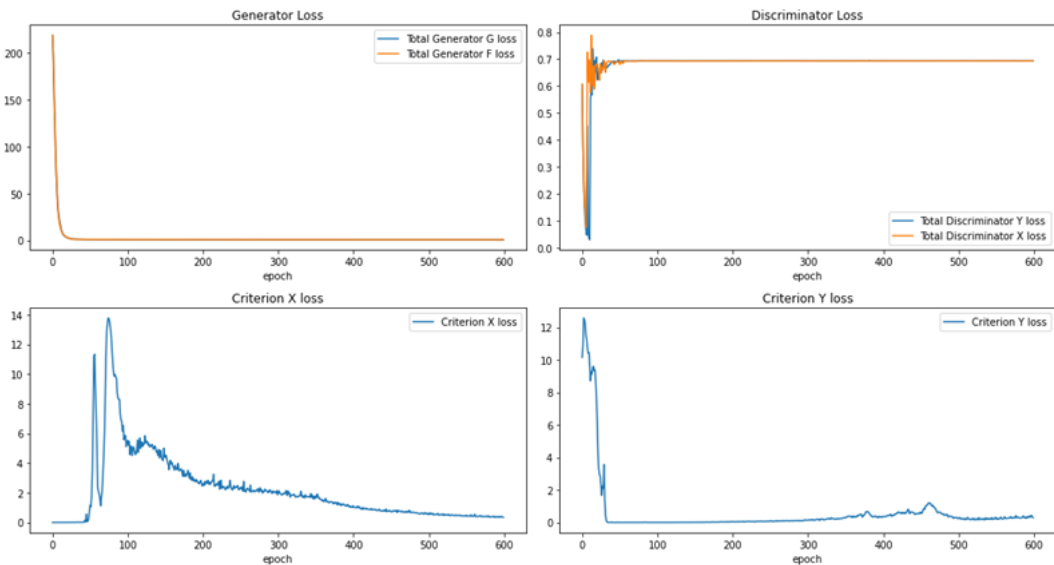 Generator Loss
Total Generator G loss
Total Generator F loss
200
150
100
50
0
0 100 200 300 400 500 600
epoch
Discriminator Loss
0.8
0.7
0.6
0.5
0.4
0.3
0.2
0.1
0.0
Total Discriminator Y loss
Total Discriminator X loss
0 100 200 300 400 500 600
epoch
Criterion X loss
Criterion X loss
14
12
10
8
6
4
2
0
0 100 200 300 400 500 600
epoch
Criterion Y loss
Criterion Y loss
12
10
8
6
4
2
0
0 100 200 300 400 500 600
epoch